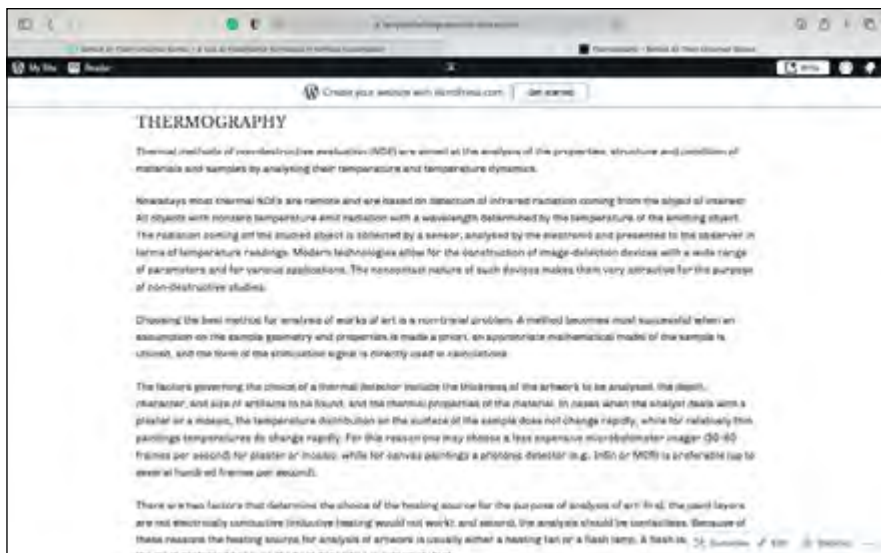 My Site Reader
Create your website with WordPress.com Get started
THERMOGRAPHY
Thermal methods of nondestructive evaluation (NDE) are aimed at the analysis of the properties, structure and condition of
materials and samples by analysing their temperature and temperature dynamics.
Nowadays most thermal NDEs are remote and are based on detection of infrared radiation coming from the object of interest.
All objects with nonzero temperature emit radiation with a wavelength determined by the temperature of the emitting object.
The radiation coming off the studied object is collected by a sensor, analysed by the electronic and presented to the observer in
terms of temperature readings. Modern technologies allow for the construction of image-detection devices with a wide range
of parameters and for various applications. The noncontact nature of such devices makes them very attractive for the purpose
of non-destructive studies.
Choosing the best method for analysis of works of art is a non-trivial problem. A method becomes most successful when an
assumption on the sample geometry and properties is made a priori, an appropriate mathematical model of the sample is
utilised, and the form of the stimulation signal is directly used in calculations.
The factors governing the choice of a thermal detector include the thickness of the artwork to be analysed, the depth,
character, and size of artifacts to be found, and the thermal properties of the material. In cases when the analyst deals with a
plaster or a mosaic, the temperature distribution on the surface of the sample does not change rapidly, while for relatively thin
paintings temperatures do change rapidly. For this reason one may choose a less expensive microbolometer imager (50-60
frames per second) for plaster or mosaic, while for canvas paintings a photonic detector (e.g., InSn or MCR) is preferable (up to
several hundred frames per second).
There are two factors that determine the choice of the heating source for the purpose of analysis of art: first, the paint layers
are not electrically conductive (inductive heating would not work), and second, the analysis should be contactless. Because of
these reasons the heating source for analysis of artwork is usually either a heating fan or a flash lamp. A flash is
Customize Edit